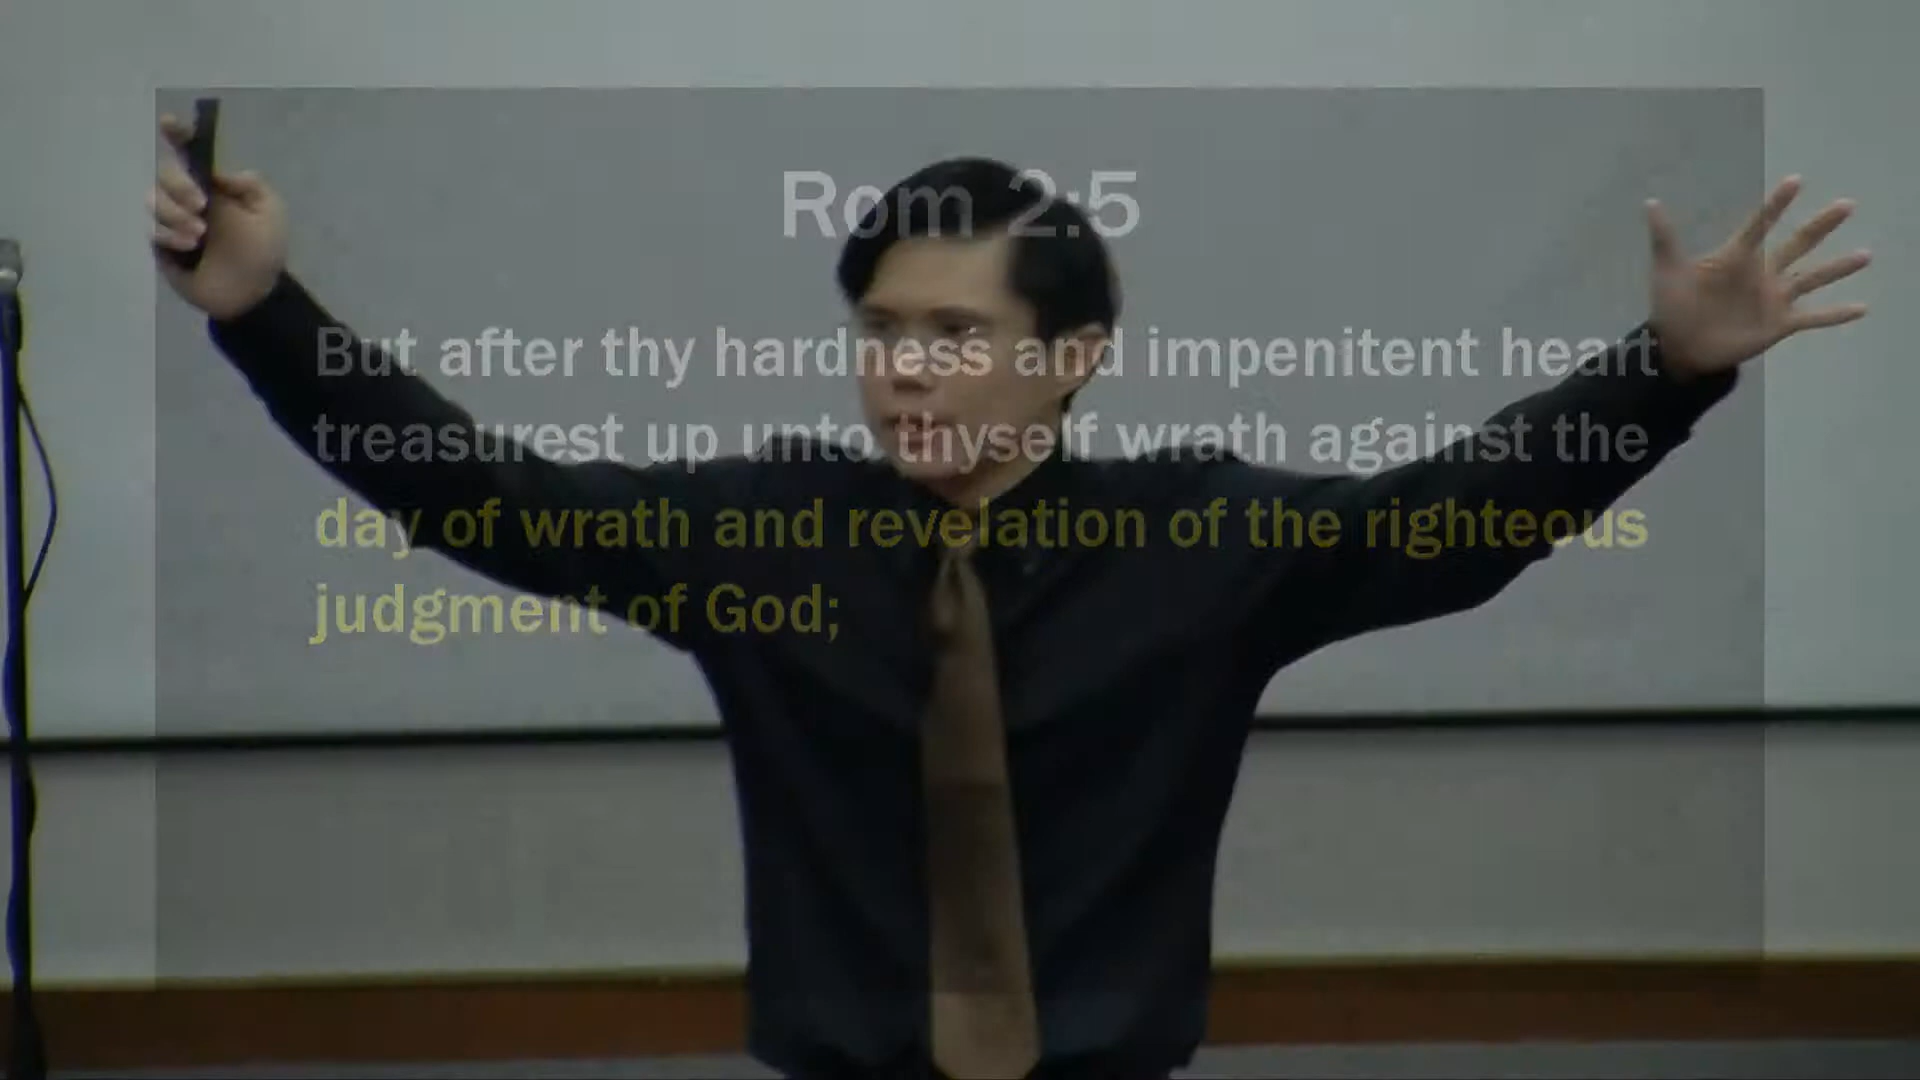 Rom 2:5
But after thy hardness and impenitent heart
treasurest up unto thyself wrath against the
day of wrath and revelation of the righteous
judgment of God;